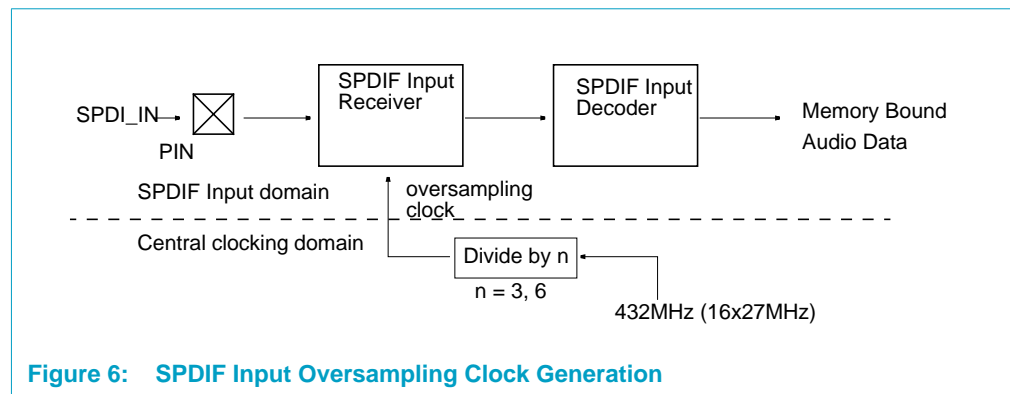 SPDI_IN
PIN
SPDIF Input
Receiver
SPDIF Input
Decoder
Memory Bound
Audio Data
SPDIF Input domain
oversampling
clock
Central clocking domain
Divide by n
n = 3, 6
432MHz (16x27MHz)
Figure 6: SPDIF Input Oversampling Clock Generation